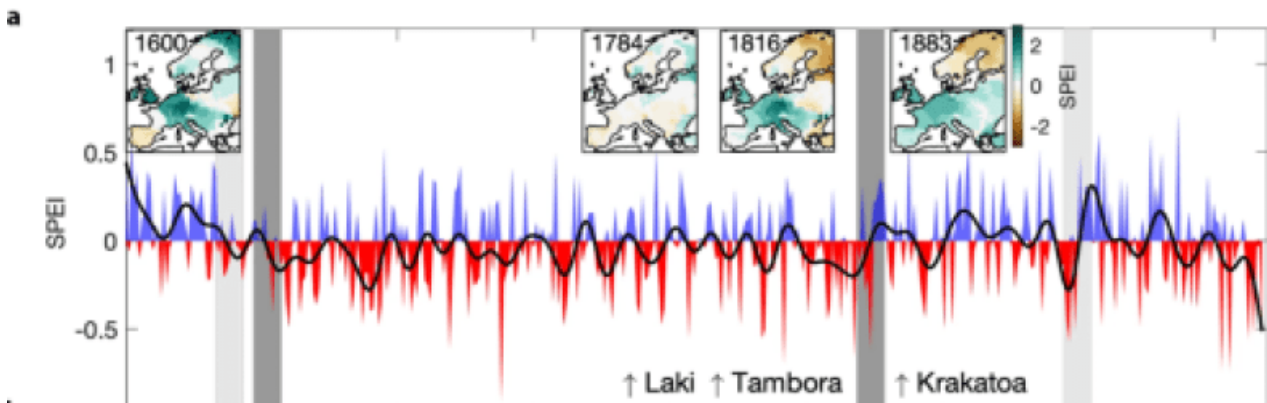 a
1600
1784
1816
1883
2
0
-2
SPEI
1
0.5
0
-0.5
SPEI
↑ Laki ↑ Tambora ↑ Krakatoa